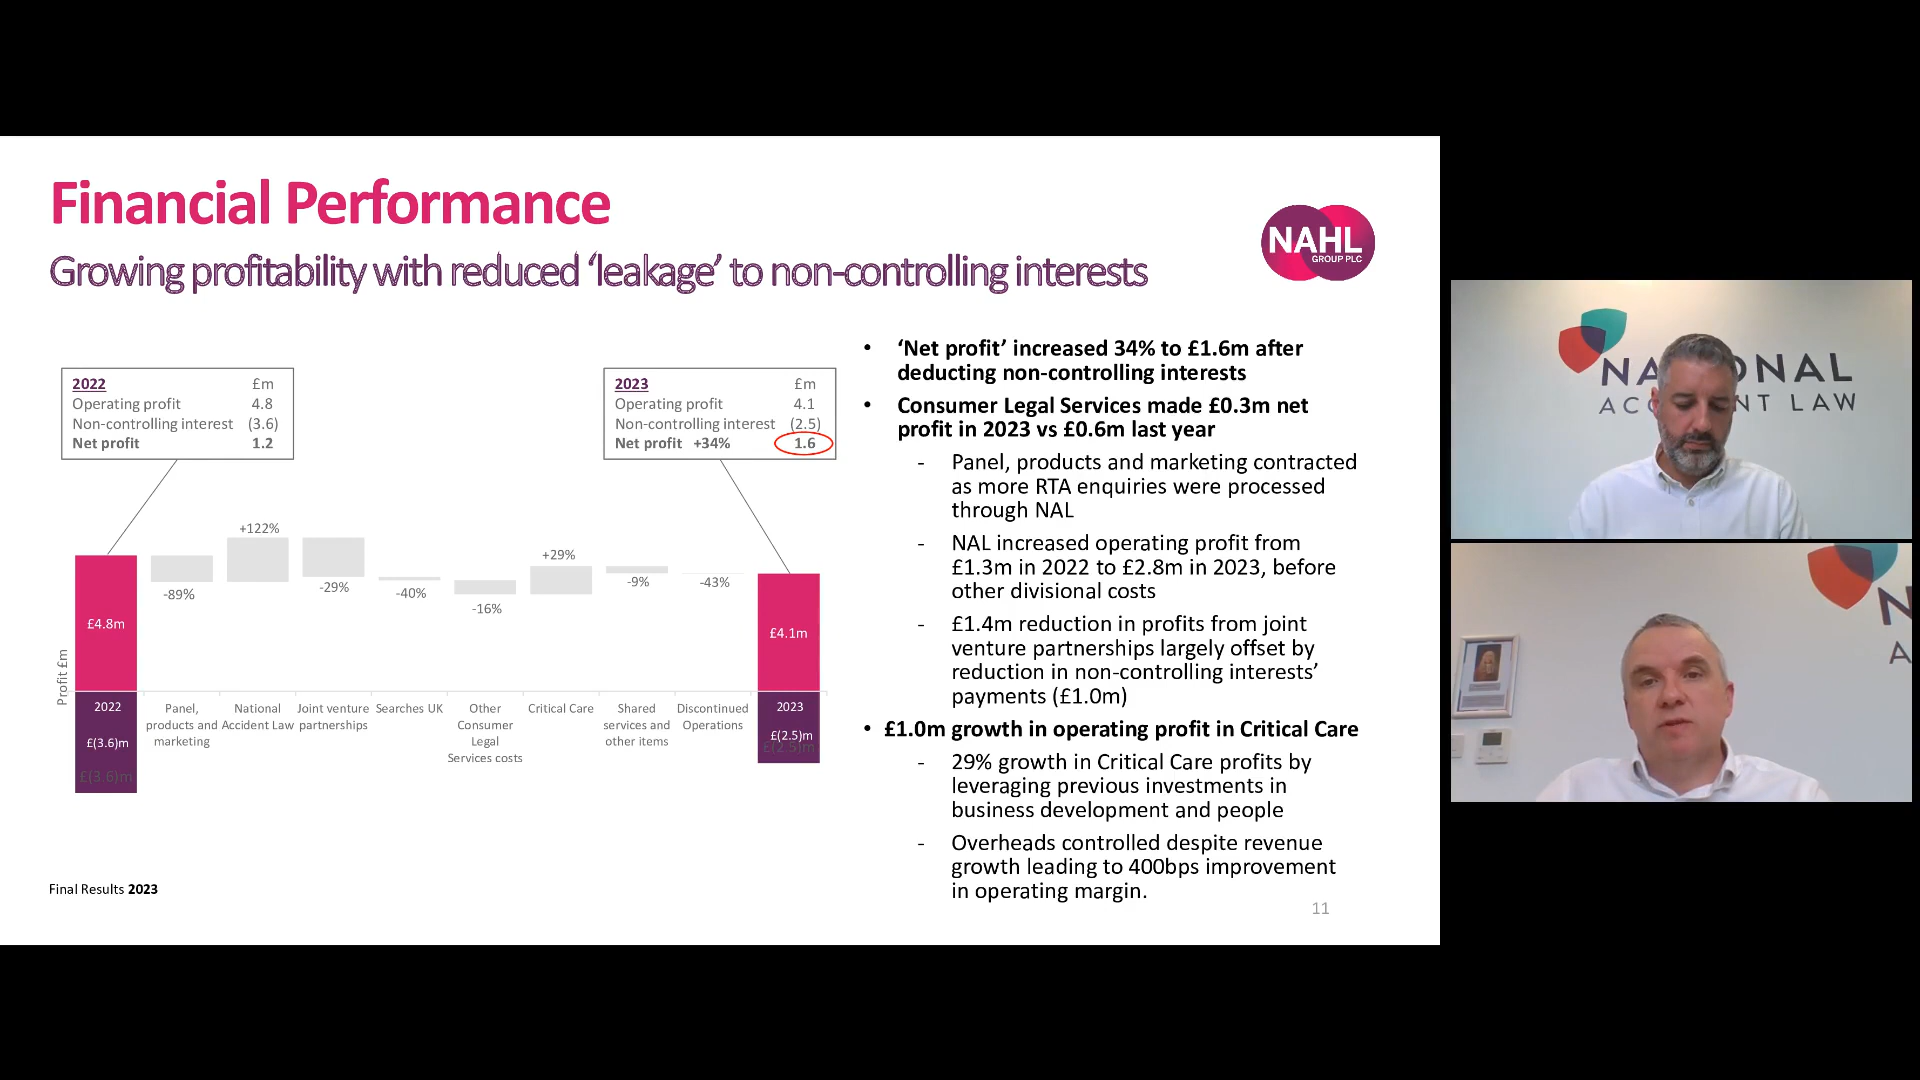 Financial Performance
Growing profitability with reduced ‘leakage’ to non-controlling interests
NAHL
GROUP PLC
2022 £m
Operating profit 4.8
Non-controlling interest (3.6)
Net profit 1.2
2023 £m
Operating profit 4.1
Non-controlling interest (2.5)
Net profit +34% 1.6
+122%
+29%
-89%
-29%
-40%
-16%
-9%
-43%
£4.8m
£4.1m
Profit £m
2022
£(3.6)m
£(3.6)m
Panel,
products and
marketing
National
Accident Law
Joint venture
partnerships
Searches UK
Other
Consumer
Legal
Services costs
Critical Care
Shared
services and
other items
Discontinued
Operations
2023
£(2.5)m
£(2.5)m
• ‘Net profit’ increased 34% to £1.6m after
deducting non-controlling interests
• Consumer Legal Services made £0.3m net
profit in 2023 vs £0.6m last year
- Panel, products and marketing contracted
as more RTA enquiries were processed
through NAL
- NAL increased operating profit from
£1.3m in 2022 to £2.8m in 2023, before
other divisional costs
- £1.4m reduction in profits from joint
venture partnerships largely offset by
reduction in non-controlling interests’
payments (£1.0m)
• £1.0m growth in operating profit in Critical Care
- 29% growth in Critical Care profits by
leveraging previous investments in
business development and people
- Overheads controlled despite revenue
growth leading to 400bps improvement
in operating margin.
Final Results 2023
11
NA ONAL
AC NT LAW
N
A